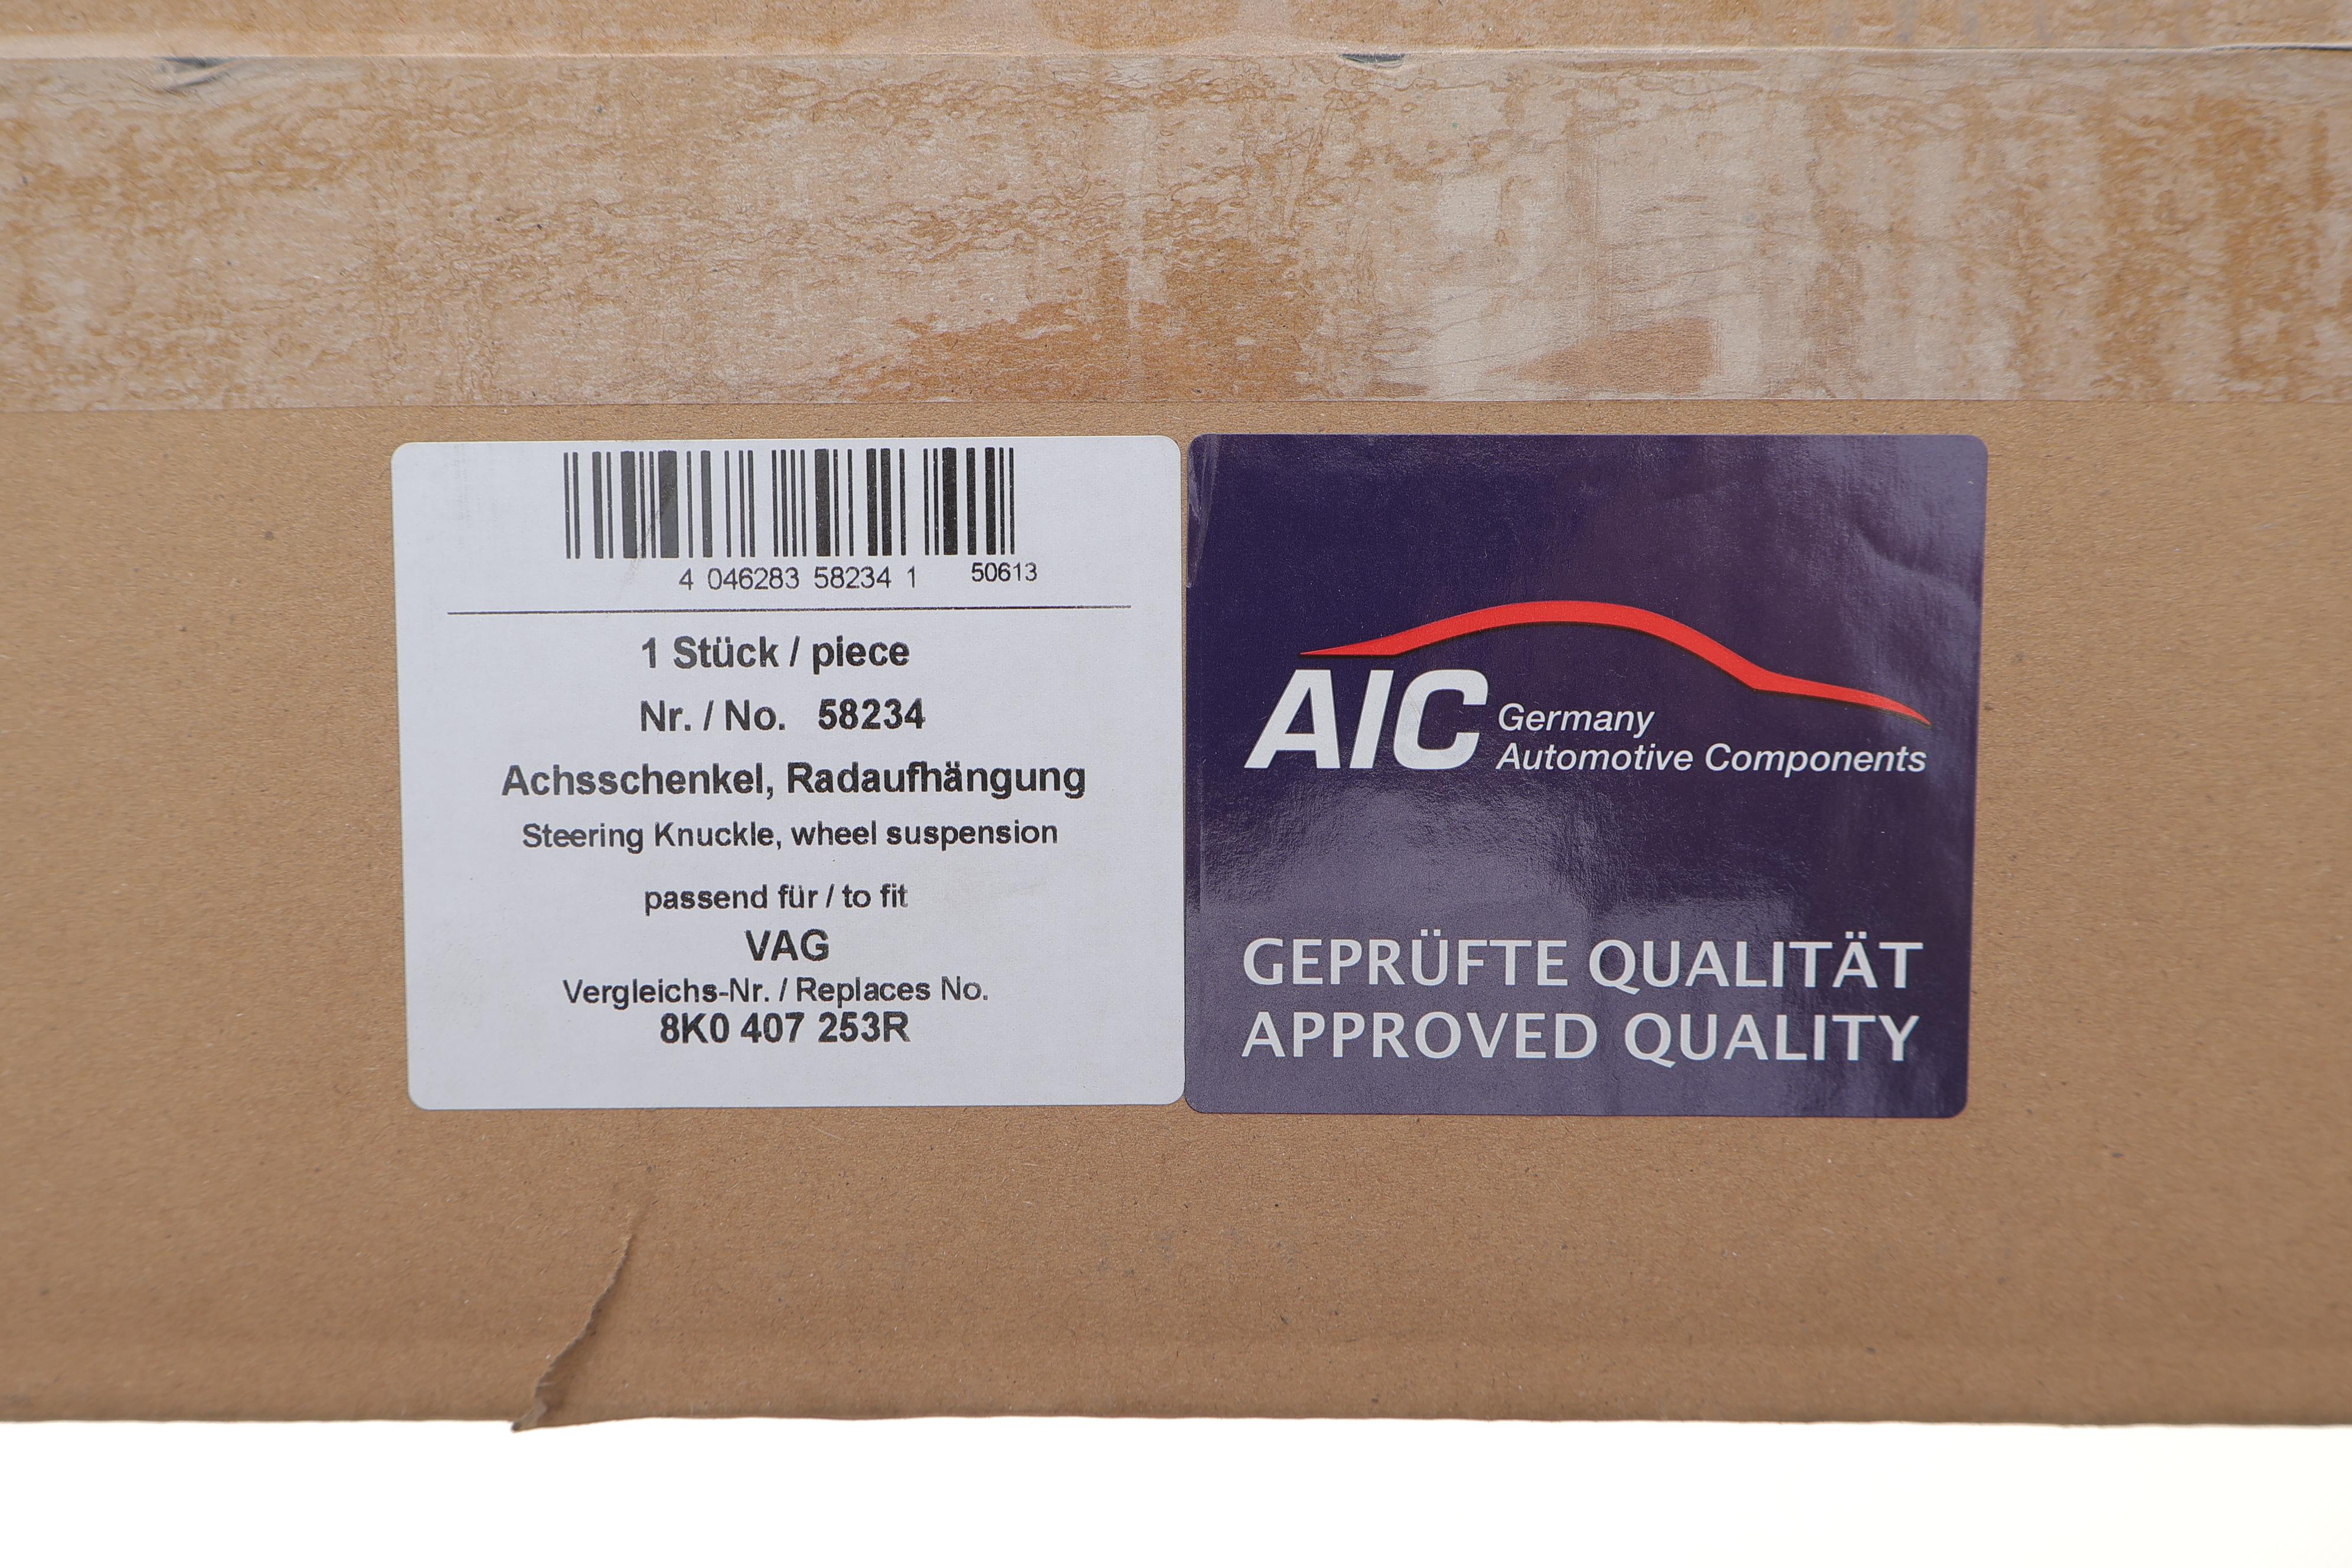 4 046283 58234 1 50613
1 Stück / piece
Nr. / No. 58234
Achsschenkel, Radaufhängung
Steering Knuckle, wheel suspension
passend für / to fit
VAG
Vergleichs-Nr. / Replaces No.
8K0 407 253R
AIC Germany
Automotive Components
GEPRÜFTE QUALITÄT
APPROVED QUALITY